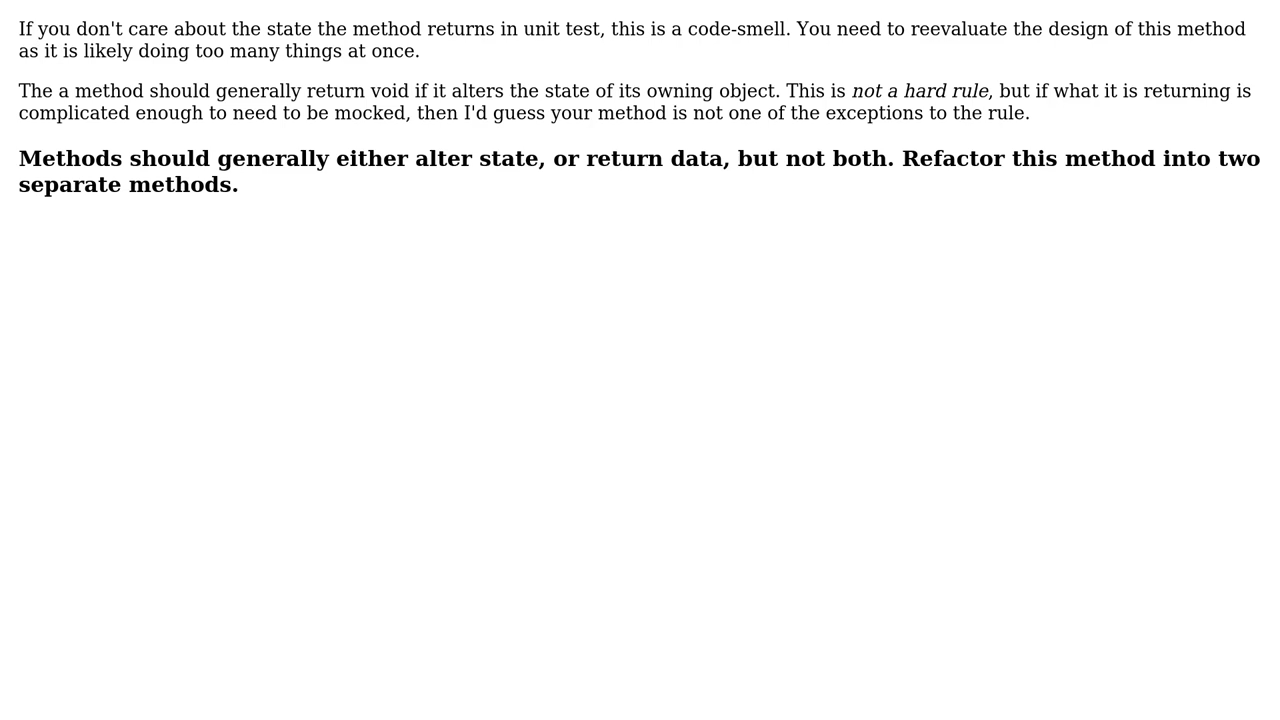 If you don't care about the state the method returns in unit test, this is a code-smell. You need to reevaluate the design of this method
as it is likely doing too many things at once.
The a method should generally return void if it alters the state of its owning object. This is not a hard rule, but if what it is returning is
complicated enough to need to be mocked, then I'd guess your method is not one of the exceptions to the rule.
Methods should generally either alter state, or return data, but not both. Refactor this method into two
separate methods.